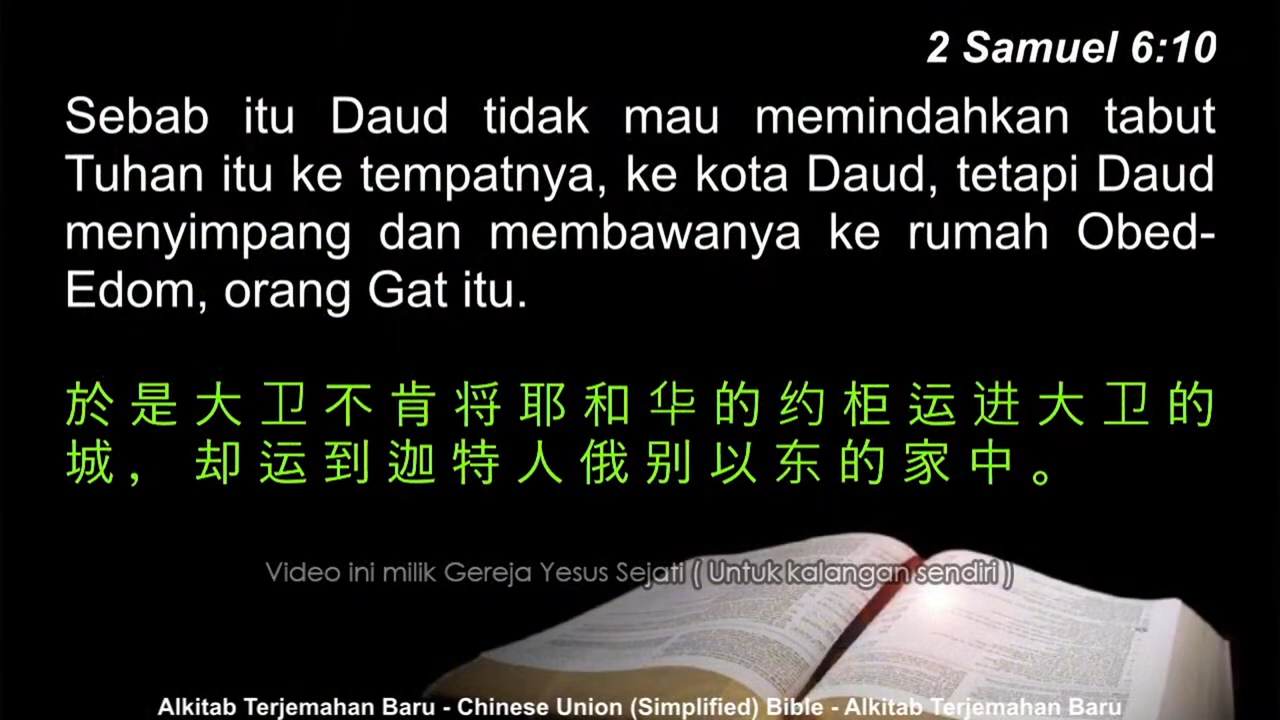 2 Samuel 6:10
Sebab itu Daud tidak mau memindahkan tabut
Tuhan itu ke tempatnya, ke kota Daud, tetapi Daud
menyimpang dan membawanya ke rumah Obed-
Edom, orang Gat itu.
於是大卫不肯将耶和华的约柜运进大卫的
城，却运到迦特人俄别以东的家中。
Video ini milik Gereja Yesus Sejati ( Untuk kalangan sendiri )
Alkitab Terjemahan Baru - Chinese Union (Simplified) Bible - Alkitab Terjemahan Baru